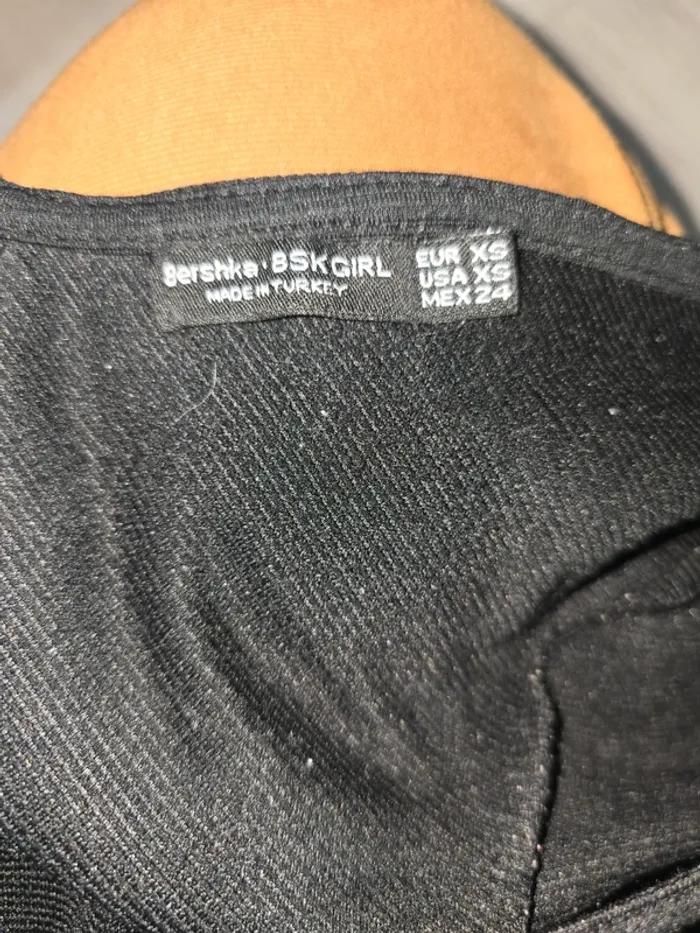 Bershka · BSKGIRL
MADE IN TURKEY
EUR XS
USA XS
MEX 24